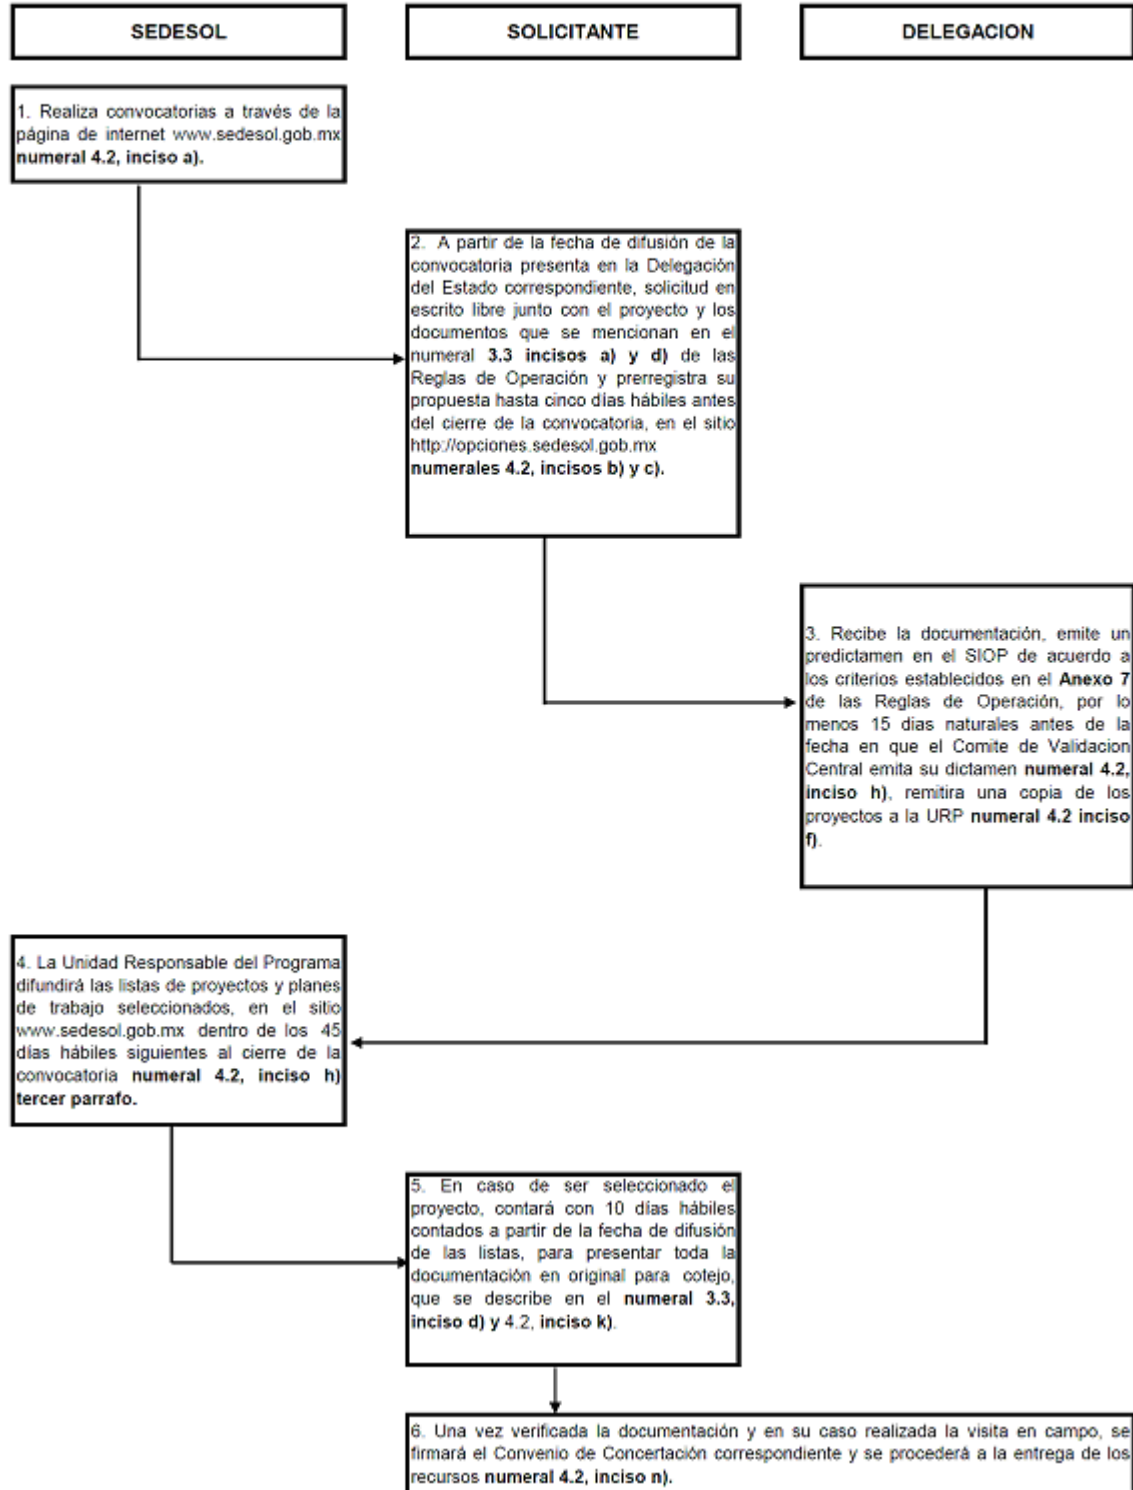 SEDESOL
SOLICITANTE
DELEGACION
1. Realiza convocatorias a través de la
página de internet www.sedesol.gob.mx
numeral 4.2, inciso a).
2. A partir de la fecha de difusión de la
convocatoria presenta en la Delegación
del Estado correspondiente, solicitud en
escrito libre junto con el proyecto y los
documentos que se mencionan en el
numeral 3.3 incisos a) y d) de las
Reglas de Operación y prerregistra su
propuesta hasta cinco días hábiles antes
del cierre de la convocatoria, en el sitio
http://opciones.sedesol.gob.mx
numerales 4.2, incisos b) y c).
3. Recibe la documentación, emite un
predictamen en el SIOP de acuerdo a
los criterios establecidos en el Anexo 7
de las Reglas de Operación, por lo
menos 15 dias naturales antes de la
fecha en que el Comite de Validacion
Central emita su dictamen numeral 4.2,
inciso h), remitira una copia de los
proyectos a la URP numeral 4.2 inciso
f).
4. La Unidad Responsable del Programa
difundirá las listas de proyectos y planes
de trabajo seleccionados, en el sitio
www.sedesol.gob.mx dentro de los 45
días hábiles siguientes al cierre de la
convocatoria numeral 4.2, inciso h)
tercer parrafo.
5. En caso de ser seleccionado el
proyecto, contará con 10 días hábiles
contados a partir de la fecha de difusión
de las listas, para presentar toda la
documentación en original para cotejo,
que se describe en el numeral 3.3,
inciso d) y 4.2, inciso k).
6. Una vez verificada la documentación y en su caso realizada la visita en campo, se
firmará el Convenio de Concertación correspondiente y se procederá a la entrega de los
recursos numeral 4.2, inciso n).